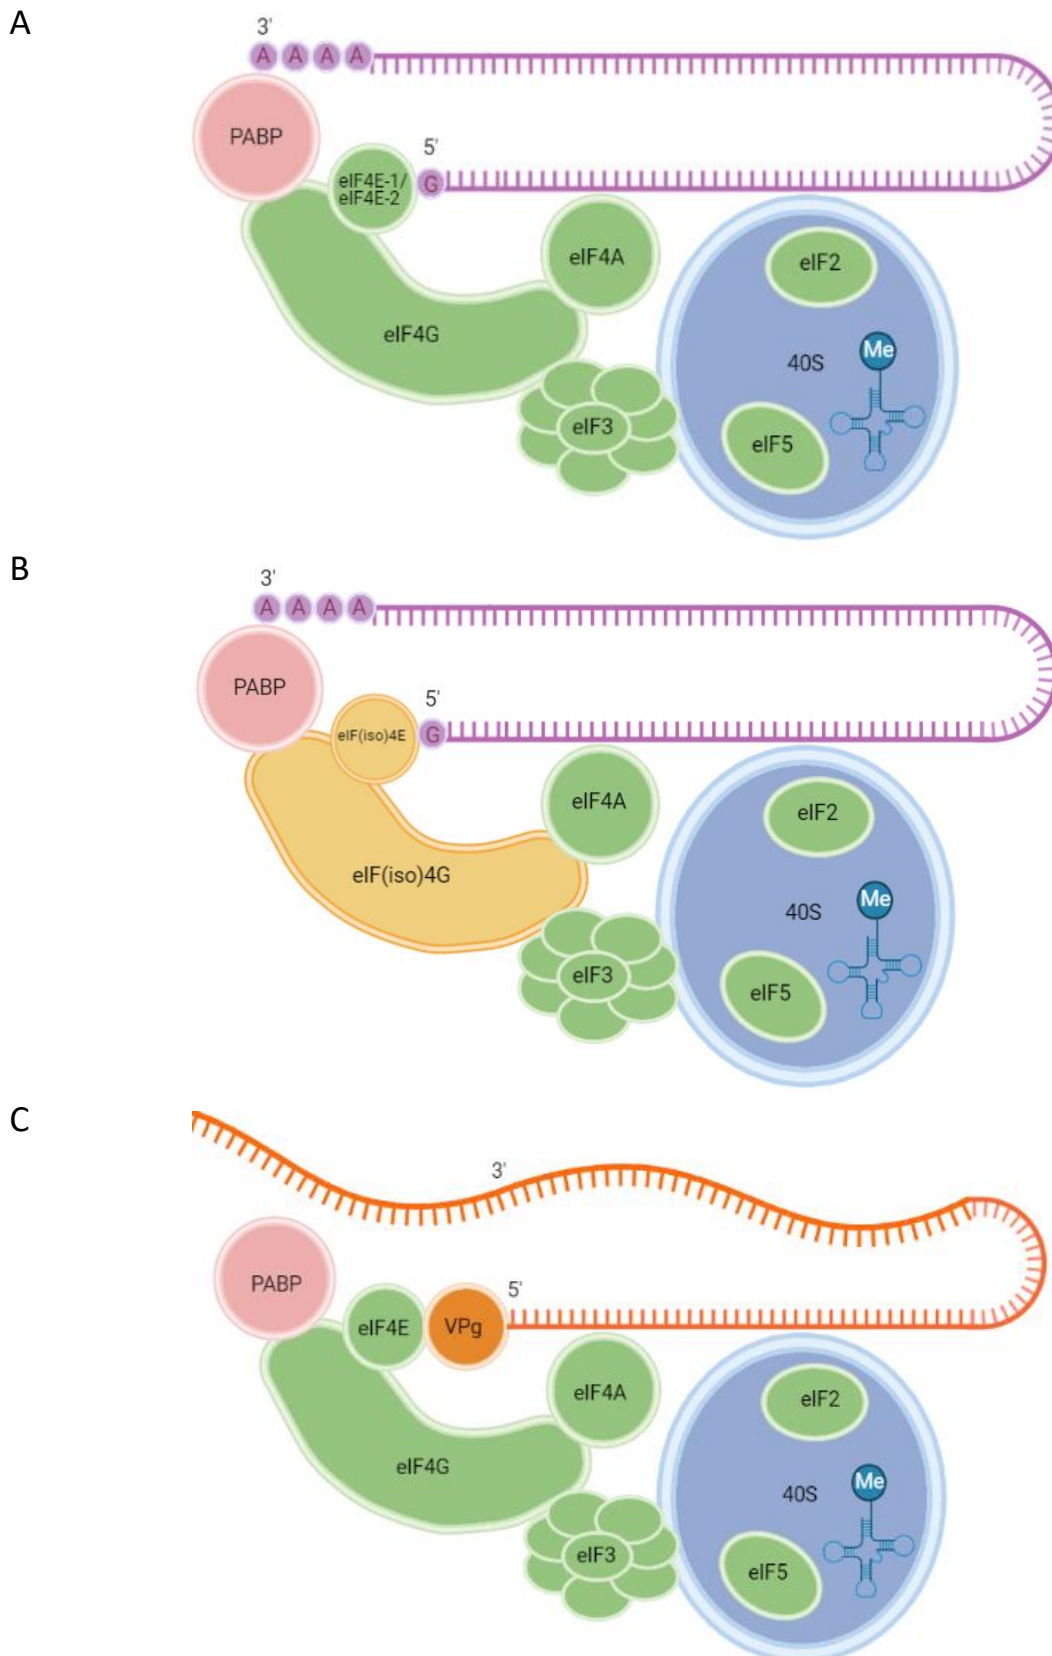 A
3'
A A A A
PABP
5'
eIF4E-1/
eIF4E-2
G
eIF4A
eIF2
eIF4G
Me
40S
eIF3
eIF5
B
3'
A A A A
PABP
5'
eIF(iso)4E
G
eIF4A
eIF2
eIF(iso)4G
Me
40S
eIF3
eIF5
C
3'
PABP
5'
eIF4E
VPg
eIF4A
eIF2
eIF4G
Me
40S
eIF3
eIF5